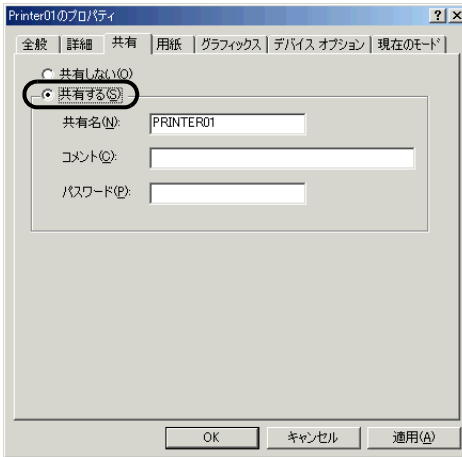 Printer01のプロパティ
全般 詳細 共有 用紙 グラフィックス デバイス オプション 現在のモード
共有しない(O)
共有する(S)
共有名(N): PRINTER01
コメント(C):
パスワード(P):
OK キャンセル 適用(A)